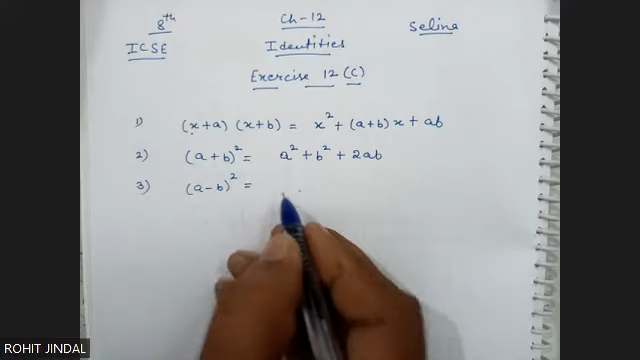 8th Ch-12 Selina
ICSE Identities
Exercise 12 (C)
1) (x+a) (x+b) = x² + (a+b)x + ab
2) (a+b)² = a² + b² + 2ab
3) (a-b)² =
ROHIT JINDAL